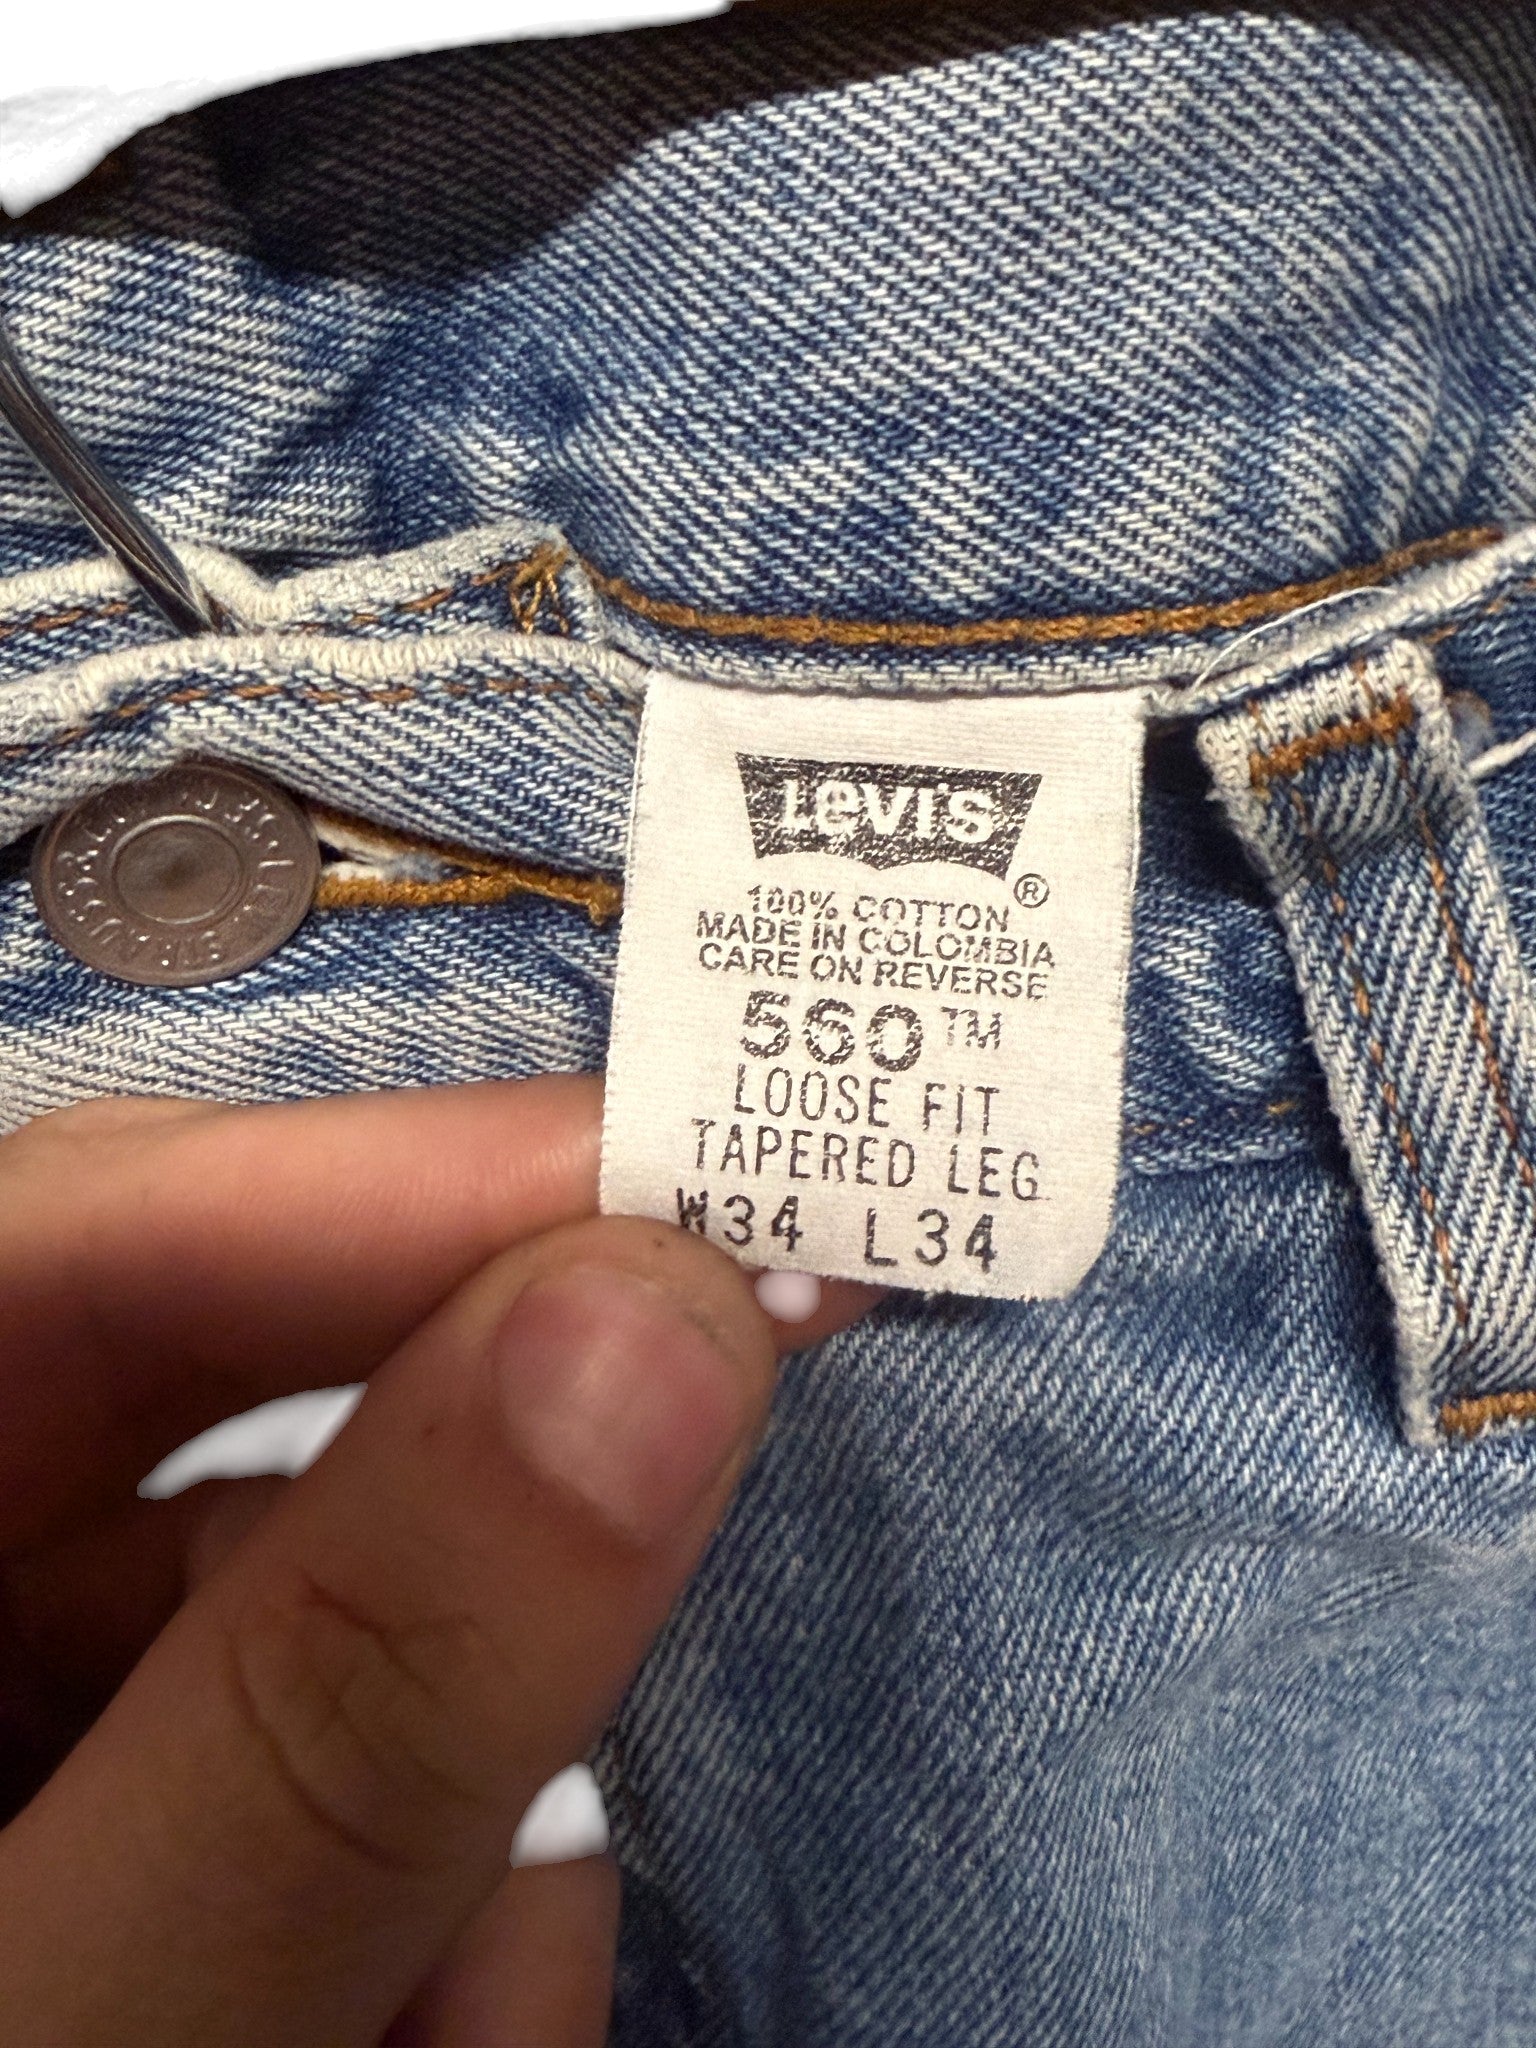 Levi's
®
100% COTTON
MADE IN COLOMBIA
CARE ON REVERSE
560™
LOOSE FIT
TAPERED LEG
W34 L34